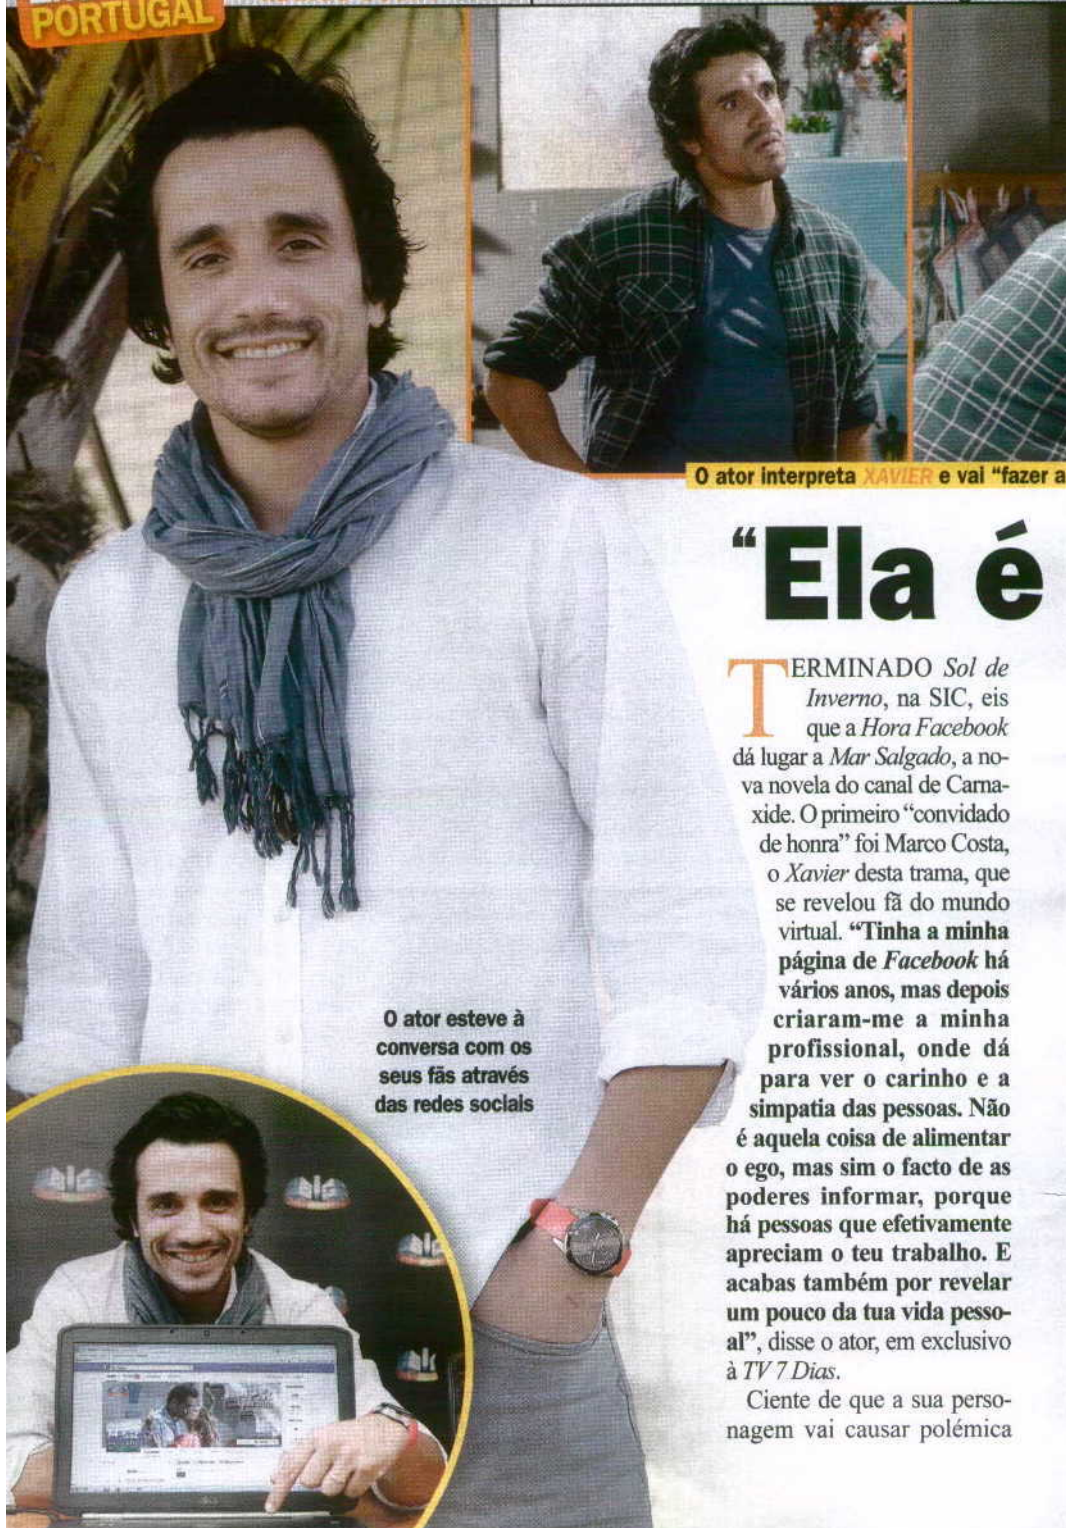 PORTUGAL
O ator interpreta XAVIER e vai “fazer a
“Ela é
TERMINADO Sol de
Inverno, na SIC, eis
que a Hora Facebook
dá lugar a Mar Salgado, a no-
va novela do canal de Carna-
xide. O primeiro “convidado
de honra” foi Marco Costa,
o Xavier desta trama, que
se revelou fã do mundo
virtual. “Tinha a minha
página de Facebook há
vários anos, mas depois
criaram-me a minha
profissional, onde dá
para ver o carinho e a
simpatia das pessoas. Não
é aquela coisa de alimentar
o ego, mas sim o facto de as
poderes informar, porque
há pessoas que efetivamente
apreciam o teu trabalho. E
acabas também por revelar
um pouco da tua vida pesso-
al”, disse o ator, em exclusivo
à TV 7 Dias.
Ciente de que a sua perso-
nagem vai causar polémica
O ator esteve à
conversa com os
seus fãs através
das redes sociais